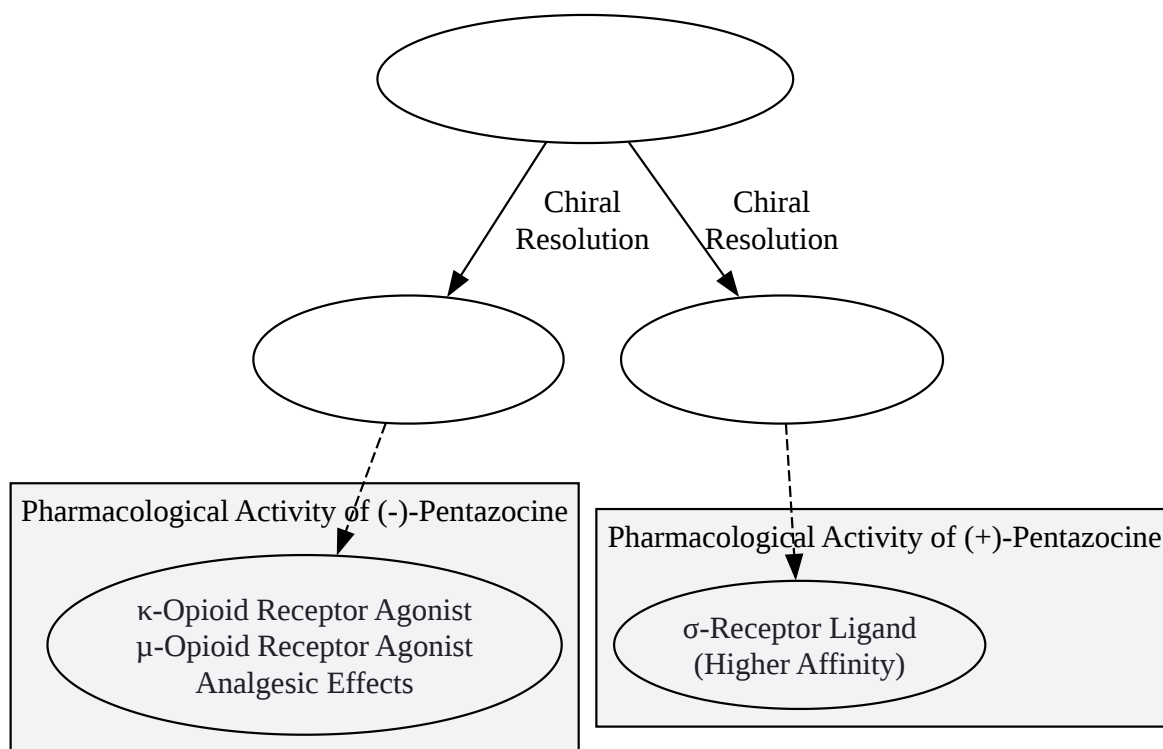 Chiral
Resolution
Chiral
Resolution
Pharmacological Activity of (-)-Pentazocine
κ-Opioid Receptor Agonist
μ-Opioid Receptor Agonist
Analgesic Effects
Pharmacological Activity of (+)-Pentazocine
σ-Receptor Ligand
(Higher Affinity)